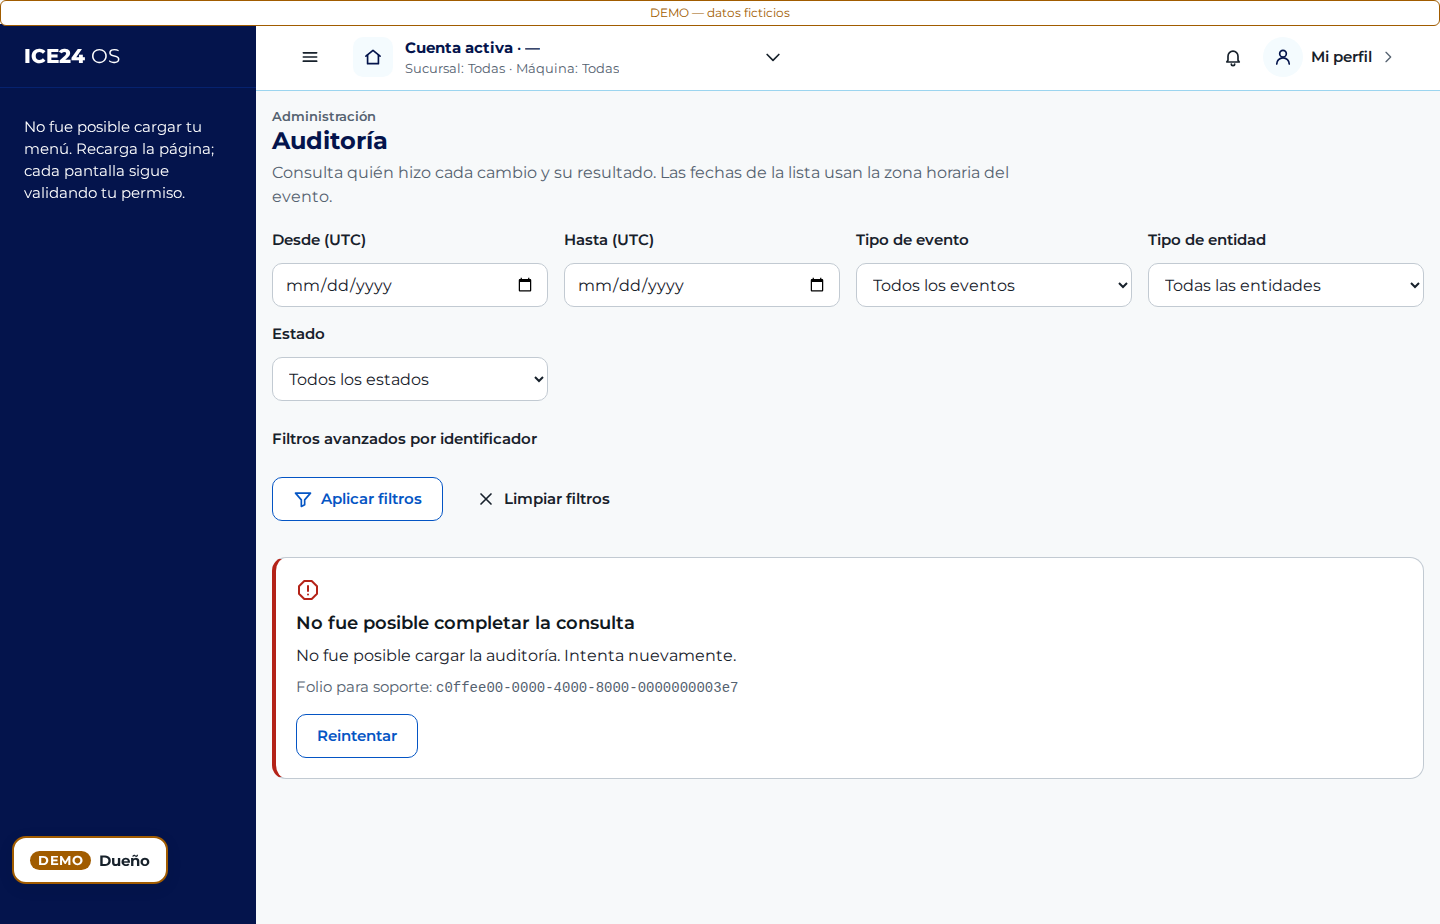 DEMO — datos ficticios
ICE24 OS
No fue posible cargar tu
menú. Recarga la página;
cada pantalla sigue
validando tu permiso.
Cuenta activa · —
Sucursal: Todas · Máquina: Todas
Mi perfil
Administración
Auditoría
Consulta quién hizo cada cambio y su resultado. Las fechas de la lista usan la zona horaria del
evento.
Desde (UTC)
Hasta (UTC)
Tipo de evento
Tipo de entidad
mm/dd/yyyy
mm/dd/yyyy
Todos los eventos
Todas las entidades
Estado
Todos los estados
Filtros avanzados por identificador
Aplicar filtros
Limpiar filtros
No fue posible completar la consulta
No fue posible cargar la auditoría. Intenta nuevamente.
Folio para soporte: c0ffee00-0000-4000-8000-0000000003e7
Reintentar
DEMO Dueño